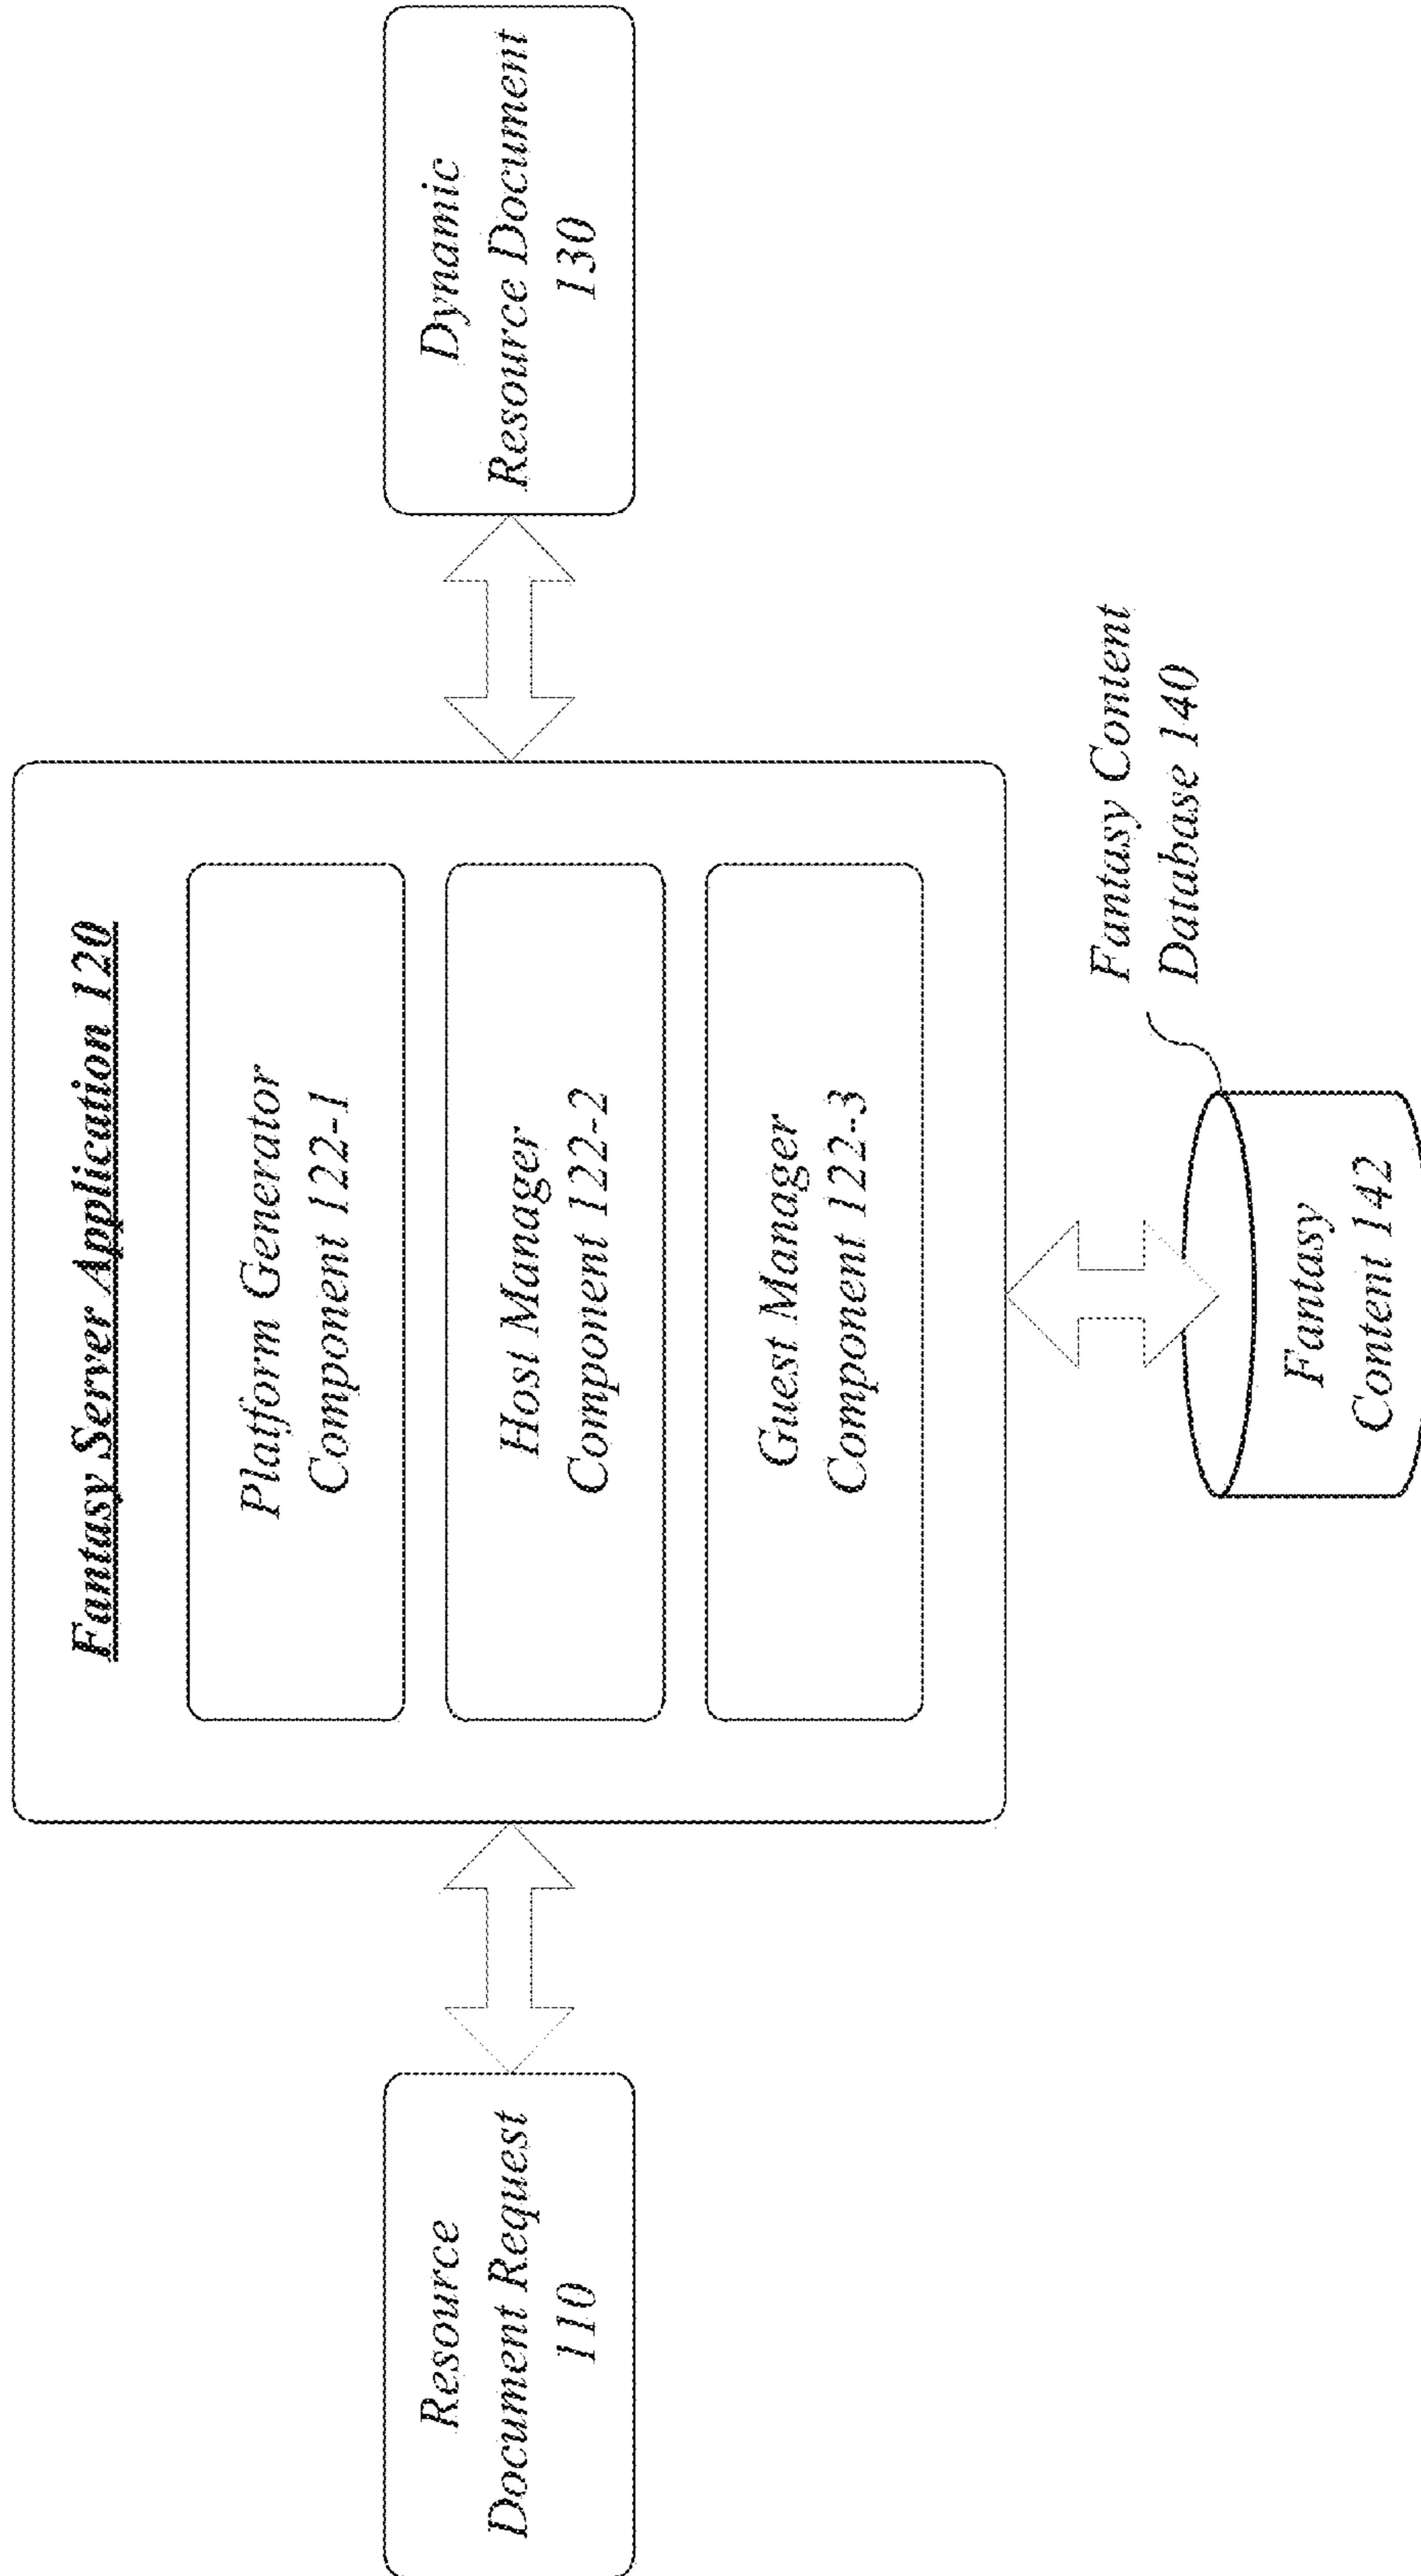 Fantasy Server Application 120
Platform Generator
Component 122-1
Resource
Document Request
110
Host Manager
Component 122-2
Dynamic
Resource Document
130
Guest Manager
Component 122-3
Fantasy Content
Database 140
Fantasy
Content 142